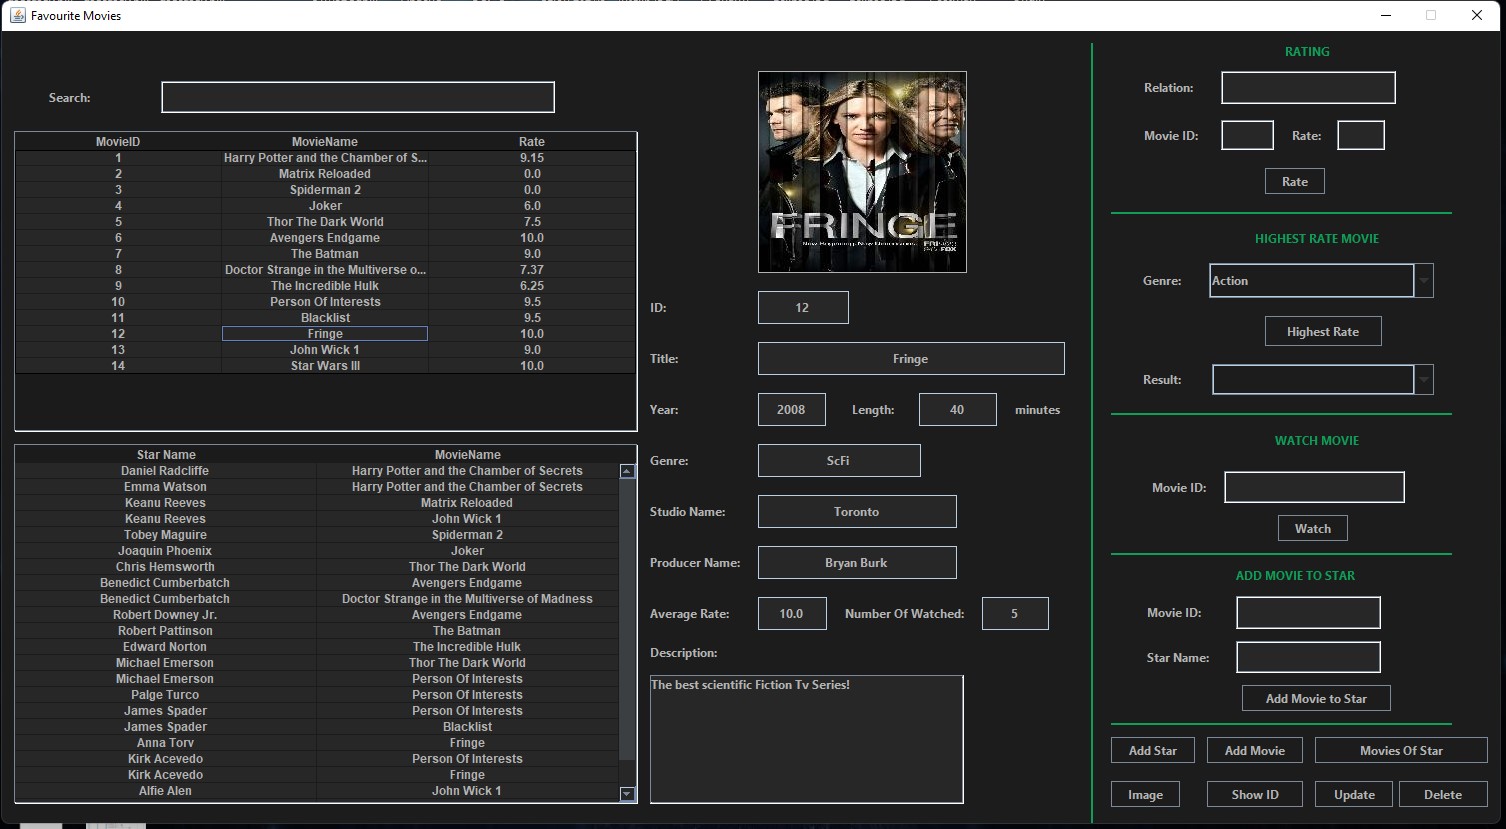 Favourite Movies
Search:
MovieID MovieName Rate
1 Harry Potter and the Chamber of S... 9.15
2 Matrix Reloaded 0.0
3 Spiderman 2 0.0
4 Joker 6.0
5 Thor The Dark World 7.5
6 Avengers Endgame 10.0
7 The Batman 9.0
8 Doctor Strange in the Multiverse o... 7.37
9 The Incredible Hulk 6.25
10 Person Of Interests 9.5
11 Blacklist 9.5
12 Fringe 10.0
13 John Wick 1 9.0
14 Star Wars III 10.0
Star Name MovieName
Daniel Radcliffe Harry Potter and the Chamber of Secrets
Emma Watson Harry Potter and the Chamber of Secrets
Keanu Reeves Matrix Reloaded
Keanu Reeves John Wick 1
Tobey Maguire Spiderman 2
Joaquin Phoenix Joker
Chris Hemsworth Thor The Dark World
Benedict Cumberbatch Avengers Endgame
Benedict Cumberbatch Doctor Strange in the Multiverse of Madness
Robert Downey Jr. Avengers Endgame
Robert Pattinson The Batman
Edward Norton The Incredible Hulk
Michael Emerson Thor The Dark World
Michael Emerson Person Of Interests
Palge Turco Person Of Interests
James Spader Person Of Interests
James Spader Blacklist
Anna Torv Fringe
Kirk Acevedo Person Of Interests
Kirk Acevedo Fringe
Alfie Alen John Wick 1
FRINGE
ID: 12
Title: Fringe
Year: 2008 Length: 40 minutes
Genre: ScFi
Studio Name: Toronto
Producer Name: Bryan Burk
Average Rate: 10.0 Number Of Watched: 5
Description:
The best scientific Fiction Tv Series!
RATING
Relation:
Movie ID: Rate:
Rate
HIGHEST RATE MOVIE
Genre: Action
Highest Rate
Result:
WATCH MOVIE
Movie ID:
Watch
ADD MOVIE TO STAR
Movie ID:
Star Name:
Add Movie to Star
Add Star Add Movie Movies Of Star
Image Show ID Update Delete